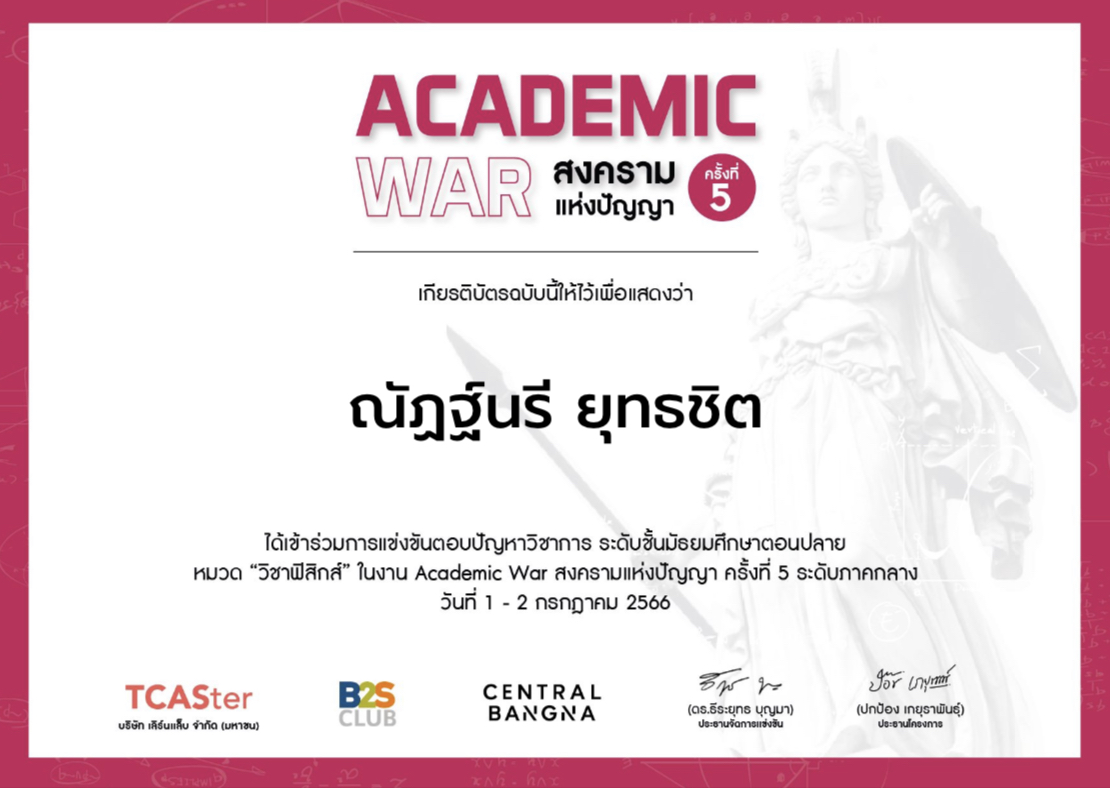 ACADEMIC
WAR สงคราม แห่งปัญญา ครั้งที่ 5
เกียรติบัตรฉบับนี้ให้ไว้เพื่อแสดงว่า
ณัฏฐ์นรี ยุทธชิต
ได้เข้าร่วมการแข่งขันตอบปัญหาวิชาการ ระดับชั้นมัธยมศึกษาตอนปลาย
หมวด “วิชาฟิสิกส์” ในงาน Academic War สงครามแห่งปัญญา ครั้งที่ 5 ระดับภาคกลาง
วันที่ 1 - 2 กรกฎาคม 2566
TCASter
บริษัท เลิร์นแล็บ จำกัด (มหาชน)
B2S
CLUB
CENTRAL
BANGNA
(ดร.ธีระยุทธ บุญมา)
ประธานจัดการแข่งขัน
(ปกป้อง เกยุราพันธุ์)
ประธานโครงการ